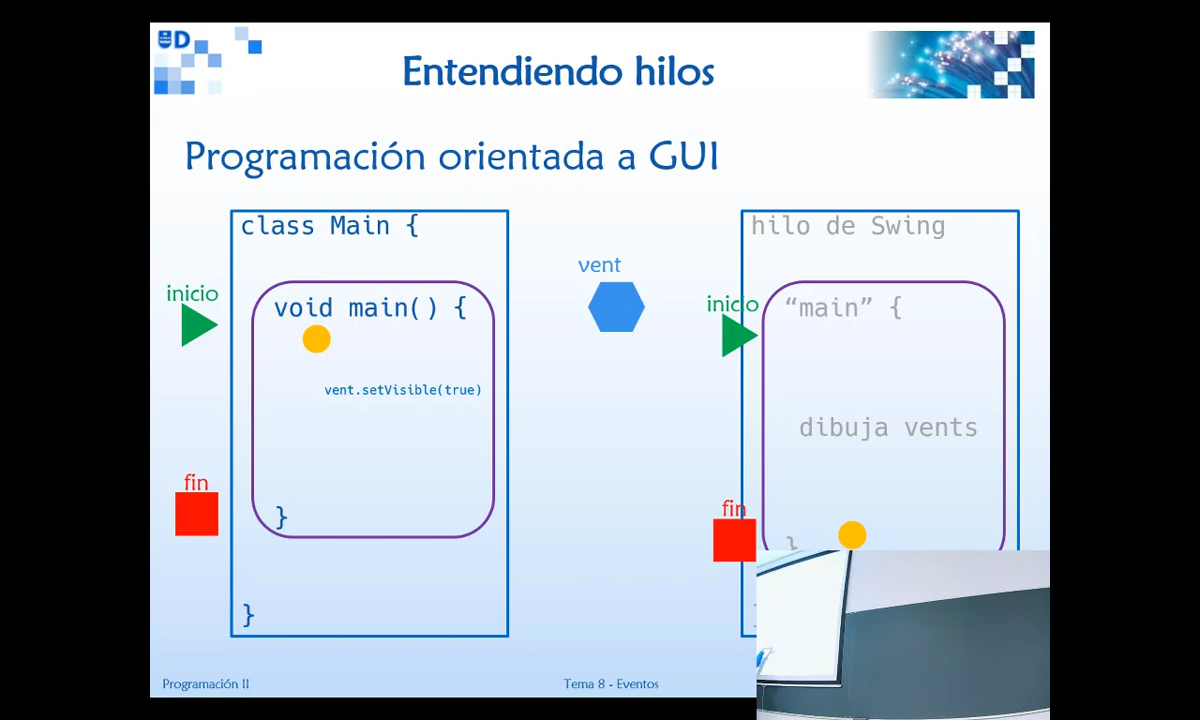 UD
Entendiendo hilos
Programación orientada a GUI
class Main {
inicio
void main() {
vent.setVisible(true)
fin
}
}
vent
hilo de Swing
inicio
“main” {
dibuja vents
fin
}
Programación II
Tema 8 - Eventos